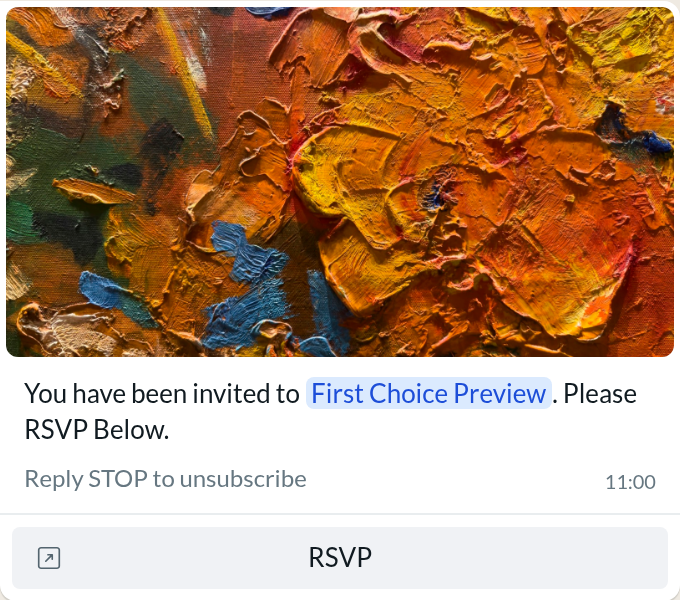 You have been invited to First Choice Preview. Please
RSVP Below.
Reply STOP to unsubscribe
11:00
RSVP